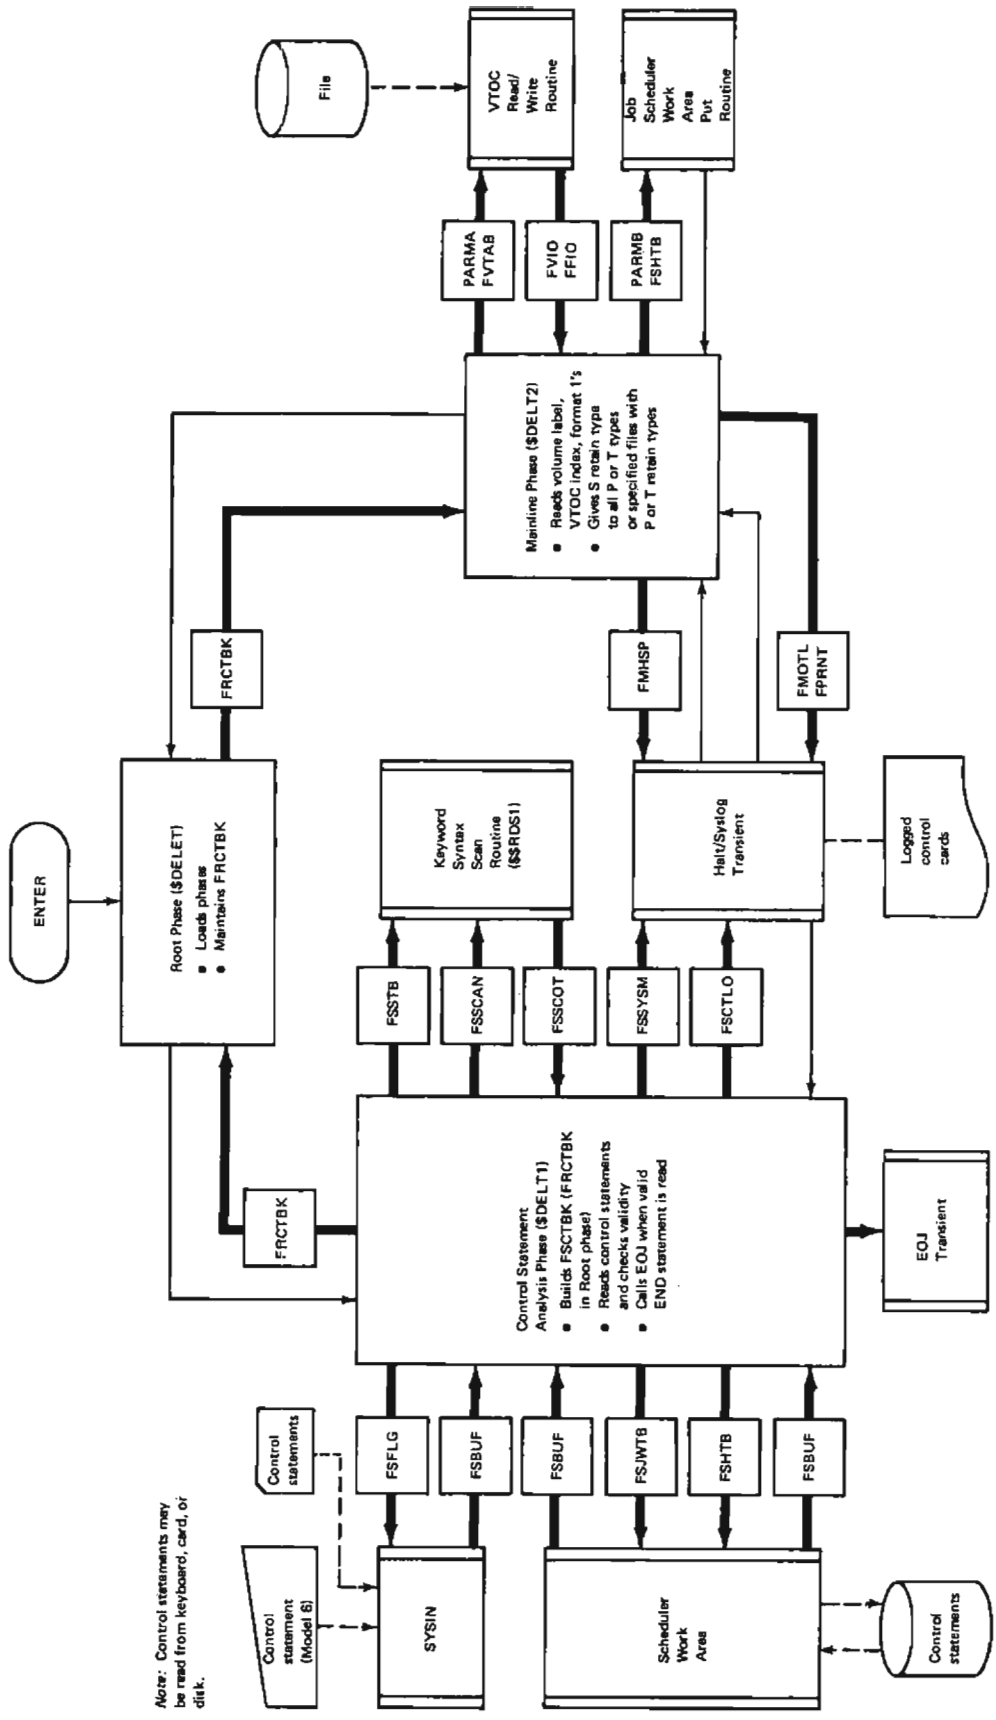 ENTER
Root Phase ($DELET)
● Loads phases
● Maintains FRCTBK
FRCTBK
FRCTBK
File
VTOC
Read/
Write
Routine
PARMA
FVTAB
FVIO
FFIO
PARMB
FSHTB
Job
Scheduler
Work
Area
Put
Routine
Mainline Phase ($DELT2)
● Reads volume label,
VTOC index, format 1's
● Gives S retain type
to all P or T types
or specified files with
P or T retain types
FMHSP
FMOTL
FPRNT
Keyword
Syntax
Scan
Routine
($$RDS1)
Halt/Syslog
Transient
Logged
control
cards
FSSTB
FSSCAN
FSSCOT
FSSYSM
FSCTLO
Control Statement
Analysis Phase ($DELT1)
● Builds FSCTBK (FRCTBK
in Root phase)
● Reads control statements
and checks validity
● Calls EOJ when valid
END statement is read
EOJ
Transient
FSFLG
FSBUF
FSBUF
FSJWTB
FSHTB
FSBUF
Control
statements
Control
statement
(Model 6)
SYSIN
Scheduler
Work
Area
Control
statements
Note: Control statements may
be read from keyboard, card, or
disk.